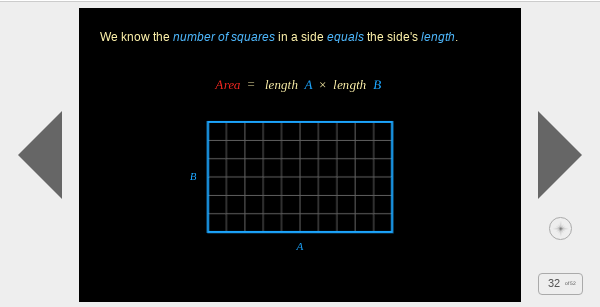 We know the number of squares in a side equals the side's length.
Area = length A × length B
B
A
32 of 52